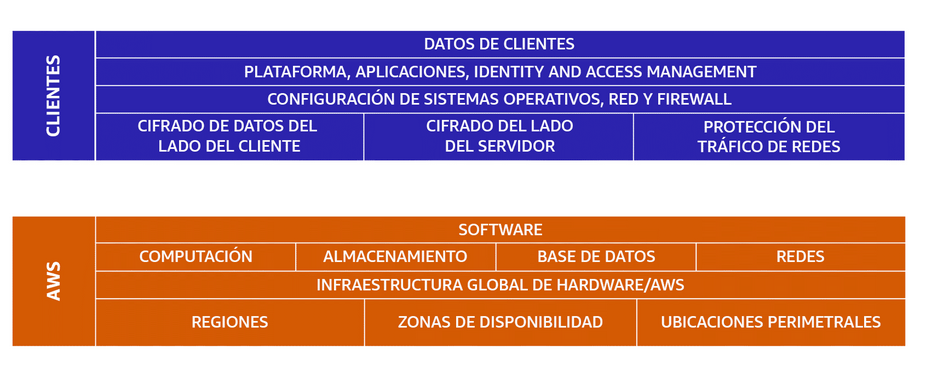 CLIENTES
DATOS DE CLIENTES
PLATAFORMA, APLICACIONES, IDENTITY AND ACCESS MANAGEMENT
CONFIGURACIÓN DE SISTEMAS OPERATIVOS, RED Y FIREWALL
CIFRADO DE DATOS DEL
LADO DEL CLIENTE
CIFRADO DEL LADO
DEL SERVIDOR
PROTECCIÓN DEL
TRÁFICO DE REDES
AWS
SOFTWARE
COMPUTACIÓN
ALMACENAMIENTO
BASE DE DATOS
REDES
INFRAESTRUCTURA GLOBAL DE HARDWARE/AWS
REGIONES
ZONAS DE DISPONIBILIDAD
UBICACIONES PERIMETRALES